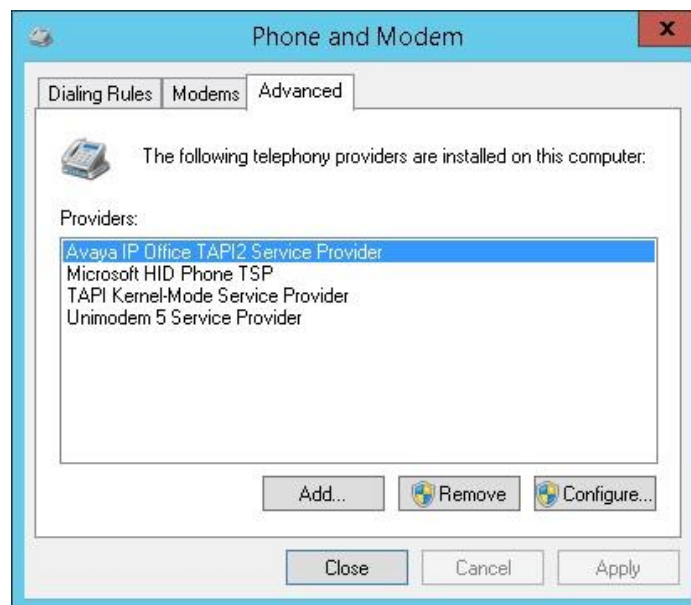 Phone and Modem
x
Dialing Rules
Modems
Advanced
The following telephony providers are installed on this computer:
Providers:
Avaya IP Office TAPI2 Service Provider
Microsoft HID Phone TSP
TAPI Kernel-Mode Service Provider
Unimodem 5 Service Provider
Add...
Remove
Configure...
Close
Cancel
Apply